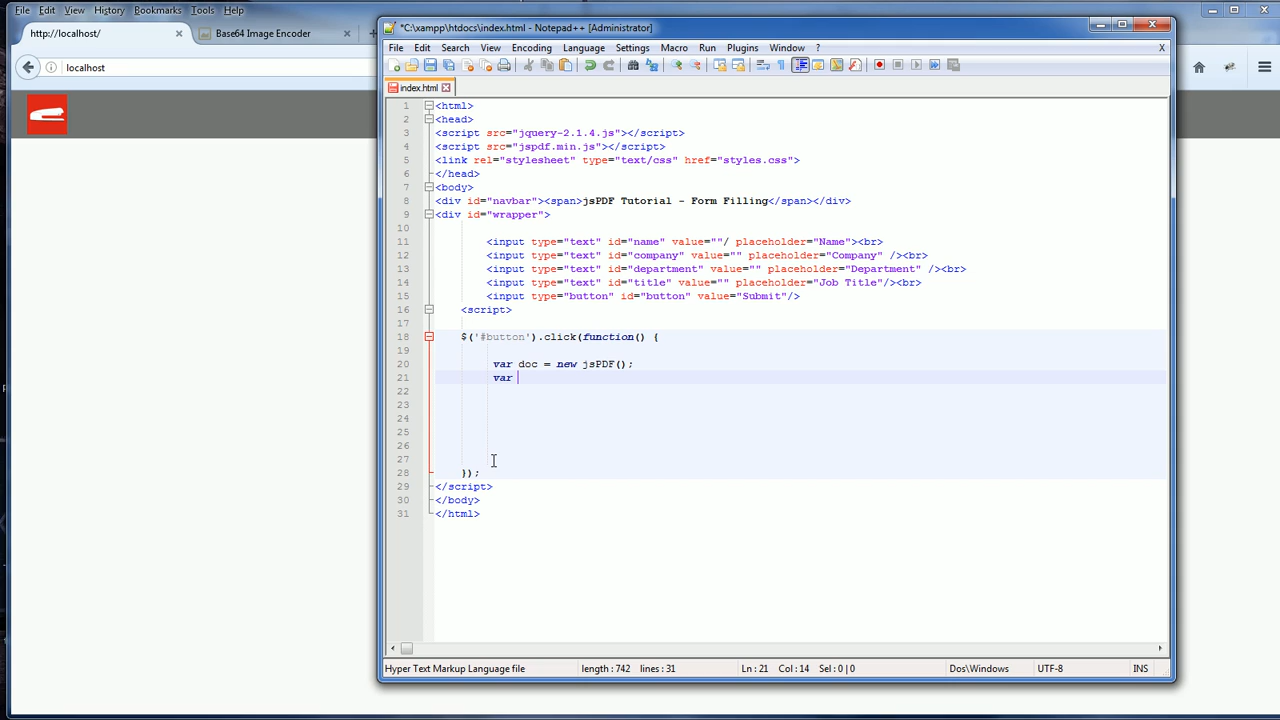 File Edit View History Bookmarks Tools Help
http://localhost/ Base64 Image Encoder
localhost
*C:\xampp\htdocs\index.html - Notepad++ [Administrator]
File Edit Search View Encoding Language Settings Macro Run Plugins Window ? X
index.html
1 <html>
2 <head>
3 <script src="jquery-2.1.4.js"></script>
4 <script src="jspdf.min.js"></script>
5 <link rel="stylesheet" type="text/css" href="styles.css">
6 </head>
7 <body>
8 <div id="navbar"><span>jsPDF Tutorial - Form Filling</span></div>
9 <div id="wrapper">
10
11 <input type="text" id="name" value=""/ placeholder="Name"><br>
12 <input type="text" id="company" value="" placeholder="Company" /><br>
13 <input type="text" id="department" value="" placeholder="Department" /><br>
14 <input type="text" id="title" value="" placeholder="Job Title"/><br>
15 <input type="button" id="button" value="Submit"/>
16 <script>
17
18 $('#button').click(function() {
19
20 var doc = new jsPDF();
21 var
22
23
24
25
26
27
28 });
29 </script>
30 </body>
31 </html>
Hyper Text Markup Language file length : 742 lines : 31 Ln : 21 Col : 14 Sel : 0 | 0 Dos\Windows UTF-8 INS